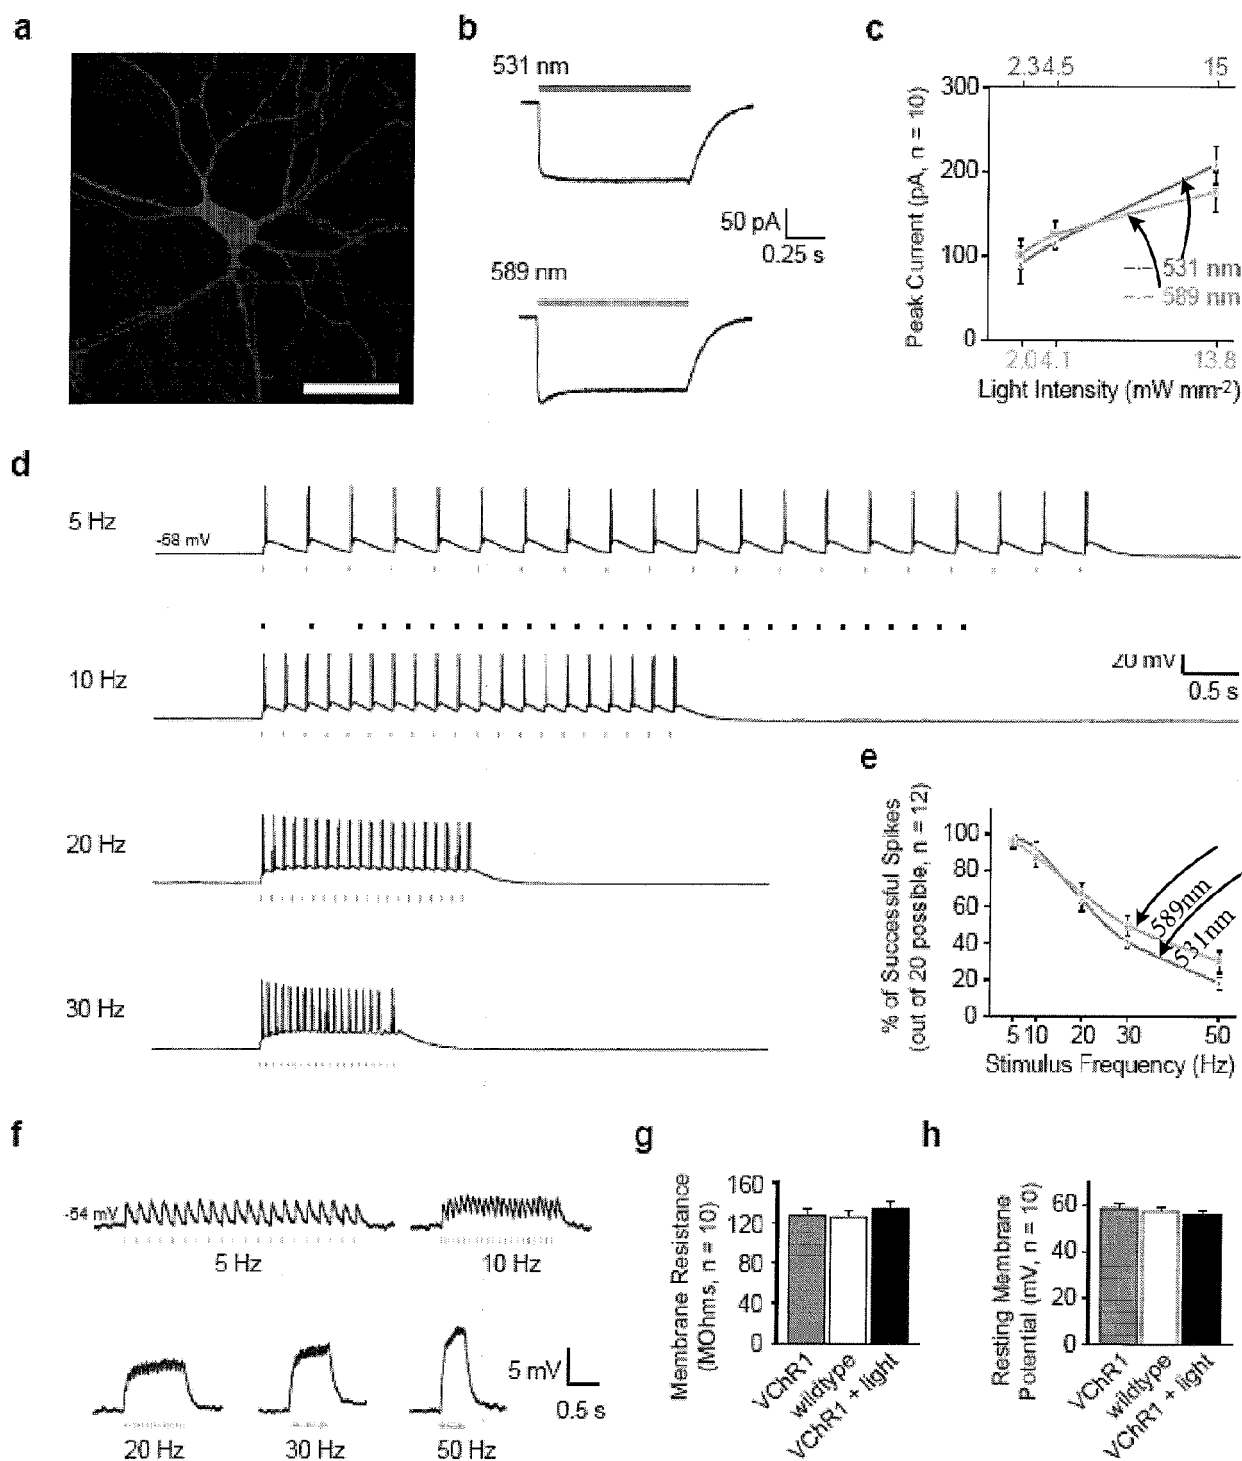 a
b
c
531 nm
589 nm
50 pA
0.25 s
2.34.5
15
300
200
100
0
Peak Current (pA, n = 10)
531 nm
589 nm
2.04.1
13.8
Light Intensity (mW mm-2)
d
5 Hz
-58 mV
10 Hz
20 mV
0.5 s
20 Hz
30 Hz
e
% of Successful Spikes
(out of 20 possible, n = 12)
100
80
60
40
20
0
589nm
531nm
5 10 20 30 50
Stimulus Frequency (Hz)
f
-54 mV
5 Hz
10 Hz
20 Hz
30 Hz
50 Hz
5 mV
0.5 s
g
Membrane Resistance
(MOhms, n = 10)
160
120
80
40
0
VChR1
wildtype
VChR1 + light
h
Resting Membrane
Potential (mV, n = 10)
60
40
20
0
VChR1
wildtype
VChR1 + light